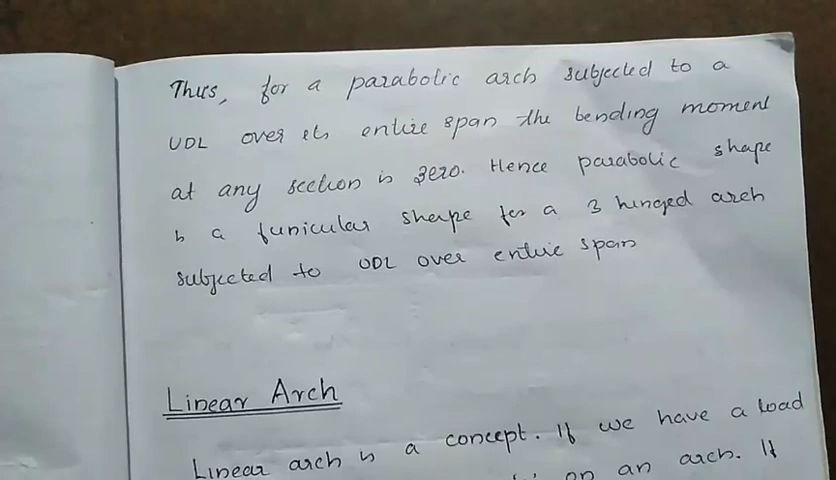 Thus, for a parabolic arch subjected to a
UDL over its entire span the bending moment
at any section is zero. Hence parabolic shape
is a funicular shape for a 3 hinged arch
subjected to UDL over entire span
Linear Arch
Linear arch is a concept. If we have a load
on an arch. If